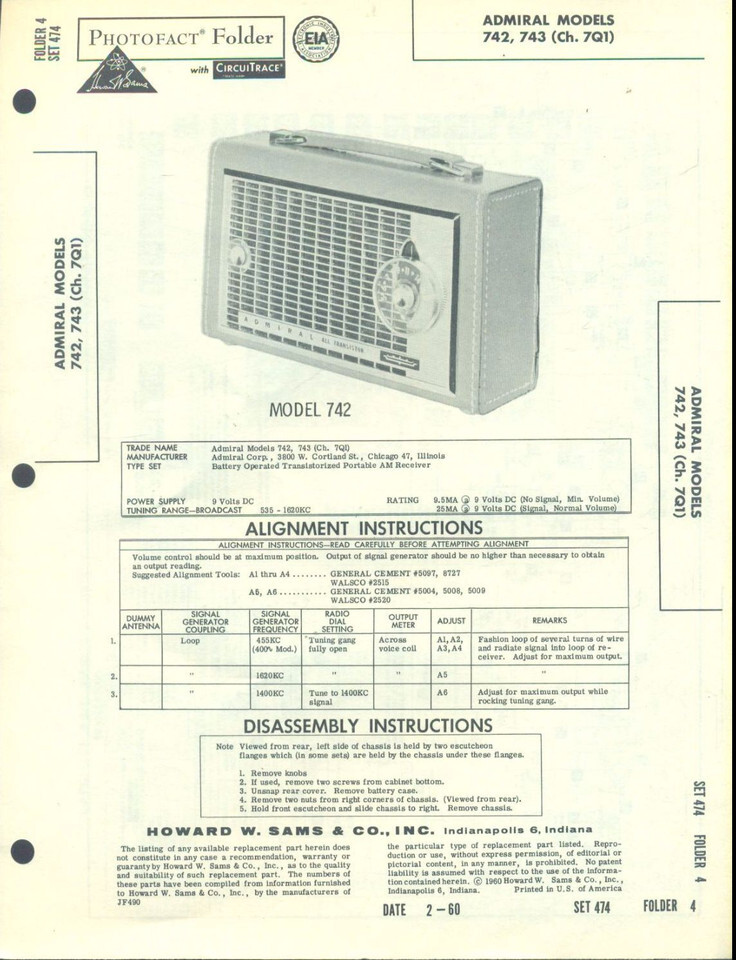 FOLDER 4
SET 474
PHOTOFACT® Folder
with CIRCUITRACE®
Howard W. Sams
EIA
MEMBER
ADMIRAL MODELS
742, 743 (Ch. 7Q1)
ADMIRAL MODELS
742, 743 (Ch. 7Q1)
ADMIRAL ALL TRANSISTOR
MODEL 742
ADMIRAL MODELS
742, 743 (Ch. 7Q1)
TRADE NAME Admiral Models 742, 743 (Ch. 7Q1)
MANUFACTURER Admiral Corp., 3800 W. Cortland St., Chicago 47, Illinois
TYPE SET Battery Operated Transistorized Portable AM Receiver
POWER SUPPLY 9 Volts DC RATING 9.5MA @ 9 Volts DC (No Signal, Min. Volume)
TUNING RANGE—BROADCAST 535 - 1620KC 25MA @ 9 Volts DC (Signal, Normal Volume)
ALIGNMENT INSTRUCTIONS
ALIGNMENT INSTRUCTIONS—READ CAREFULLY BEFORE ATTEMPTING ALIGNMENT
Volume control should be at maximum position. Output of signal generator should be no higher than necessary to obtain
an output reading.
Suggested Alignment Tools: A1 thru A4 ........ GENERAL CEMENT #5097, 8727
WALSCO #2515
A5, A6 ........... GENERAL CEMENT #5004, 5008, 5009
WALSCO #2520
DUMMY ANTENNA SIGNAL GENERATOR COUPLING SIGNAL GENERATOR FREQUENCY RADIO DIAL SETTING OUTPUT METER ADJUST REMARKS
1. Loop 455KC Tuning gang Across A1, A2, Fashion loop of several turns of wire
(400% Mod.) fully open voice coil A3, A4 and radiate signal into loop of re-
ceiver. Adjust for maximum output.
2. " 1620KC " " A5 "
3. " 1400KC Tune to 1400KC A6 Adjust for maximum output while
signal rocking tuning gang.
DISASSEMBLY INSTRUCTIONS
Note Viewed from rear, left side of chassis is held by two escutcheon
flanges which (in some sets) are held by the chassis under these flanges.
1. Remove knobs
2. If used, remove two screws from cabinet bottom.
3. Unsnap rear cover. Remove battery case.
4. Remove two nuts from right corners of chassis. (Viewed from rear).
5. Hold front escutcheon and slide chassis to right. Remove chassis.
HOWARD W. SAMS & CO., INC. Indianapolis 6, Indiana
The listing of any available replacement part herein does
not constitute in any case a recommendation, warranty or
guaranty by Howard W. Sams & Co., Inc., as to the quality
and suitability of such replacement part. The numbers of
these parts have been compiled from information furnished
to Howard W. Sams & Co., Inc., by the manufacturers of
JF490
the particular type of replacement part listed. Repro-
duction or use, without express permission, of editorial or
pictorial content, in any manner, is prohibited. No patent
liability is assumed with respect to the use of the informa-
tion contained herein. © 1960 Howard W. Sams & Co., Inc.,
Indianapolis 6, Indiana. Printed in U.S. of America
SET 474 FOLDER 4
DATE 2-60 SET 474 FOLDER 4